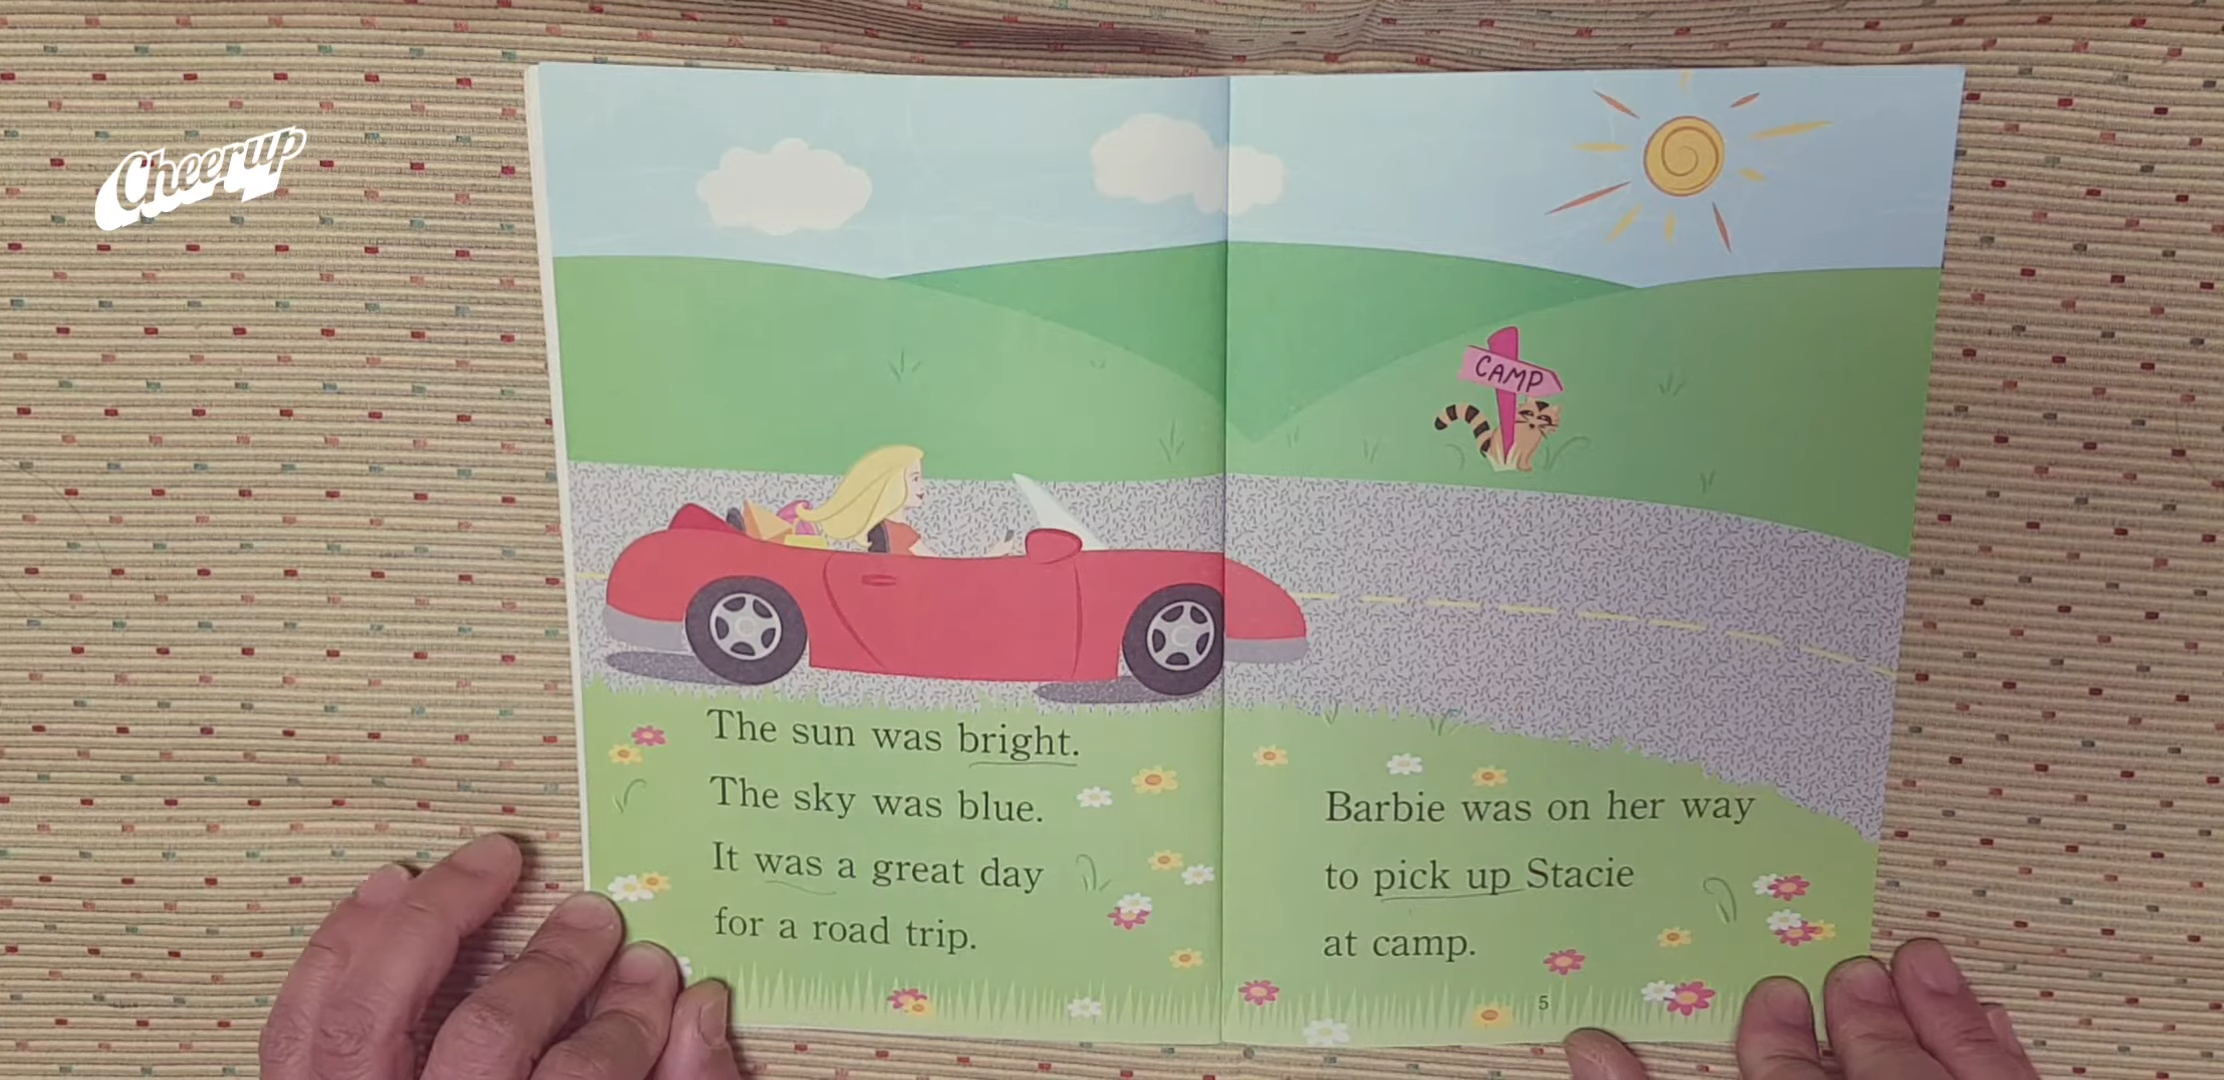 Cheerup
CAMP
The sun was bright.
The sky was blue.
It was a great day
for a road trip.
Barbie was on her way
to pick up Stacie
at camp.
5